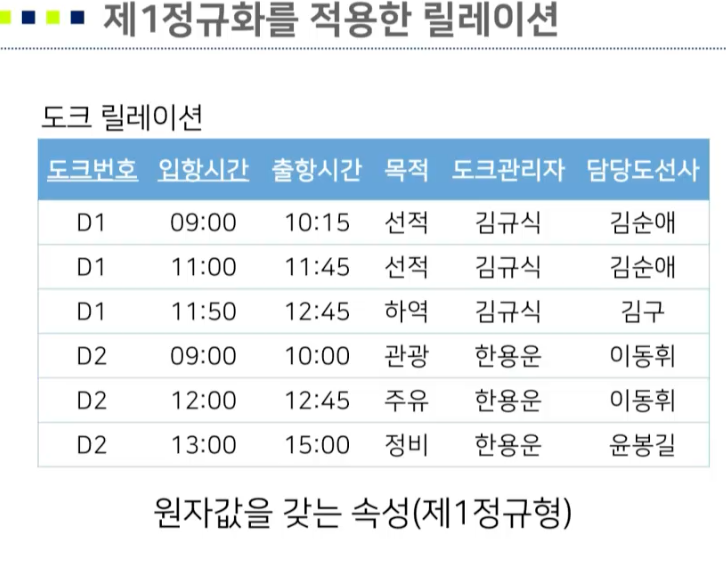 제1정규화를 적용한 릴레이션
도크 릴레이션
도크번호 입항시간 출항시간 목적 도크관리자 담당도선사
D1 09:00 10:15 선적 김규식 김순애
D1 11:00 11:45 선적 김규식 김순애
D1 11:50 12:45 하역 김규식 김구
D2 09:00 10:00 관광 한용운 이동휘
D2 12:00 12:45 주유 한용운 이동휘
D2 13:00 15:00 정비 한용운 윤봉길
원자값을 갖는 속성(제1정규형)